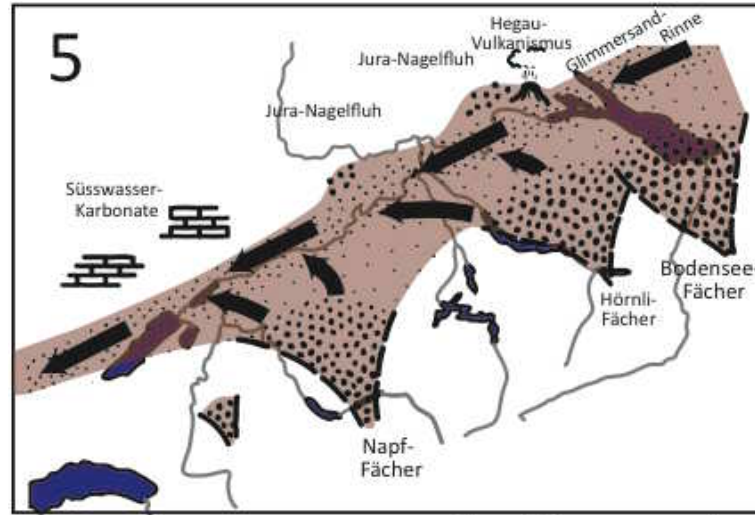 5
Hegau-
Vulkanismus
Glimmersand-
Rinne
Jura-Nagelfluh
Jura-Nagelfluh
Süsswasser-
Karbonate
Bodensee-
Fächer
Hörnli-
Fächer
Napf-
Fächer